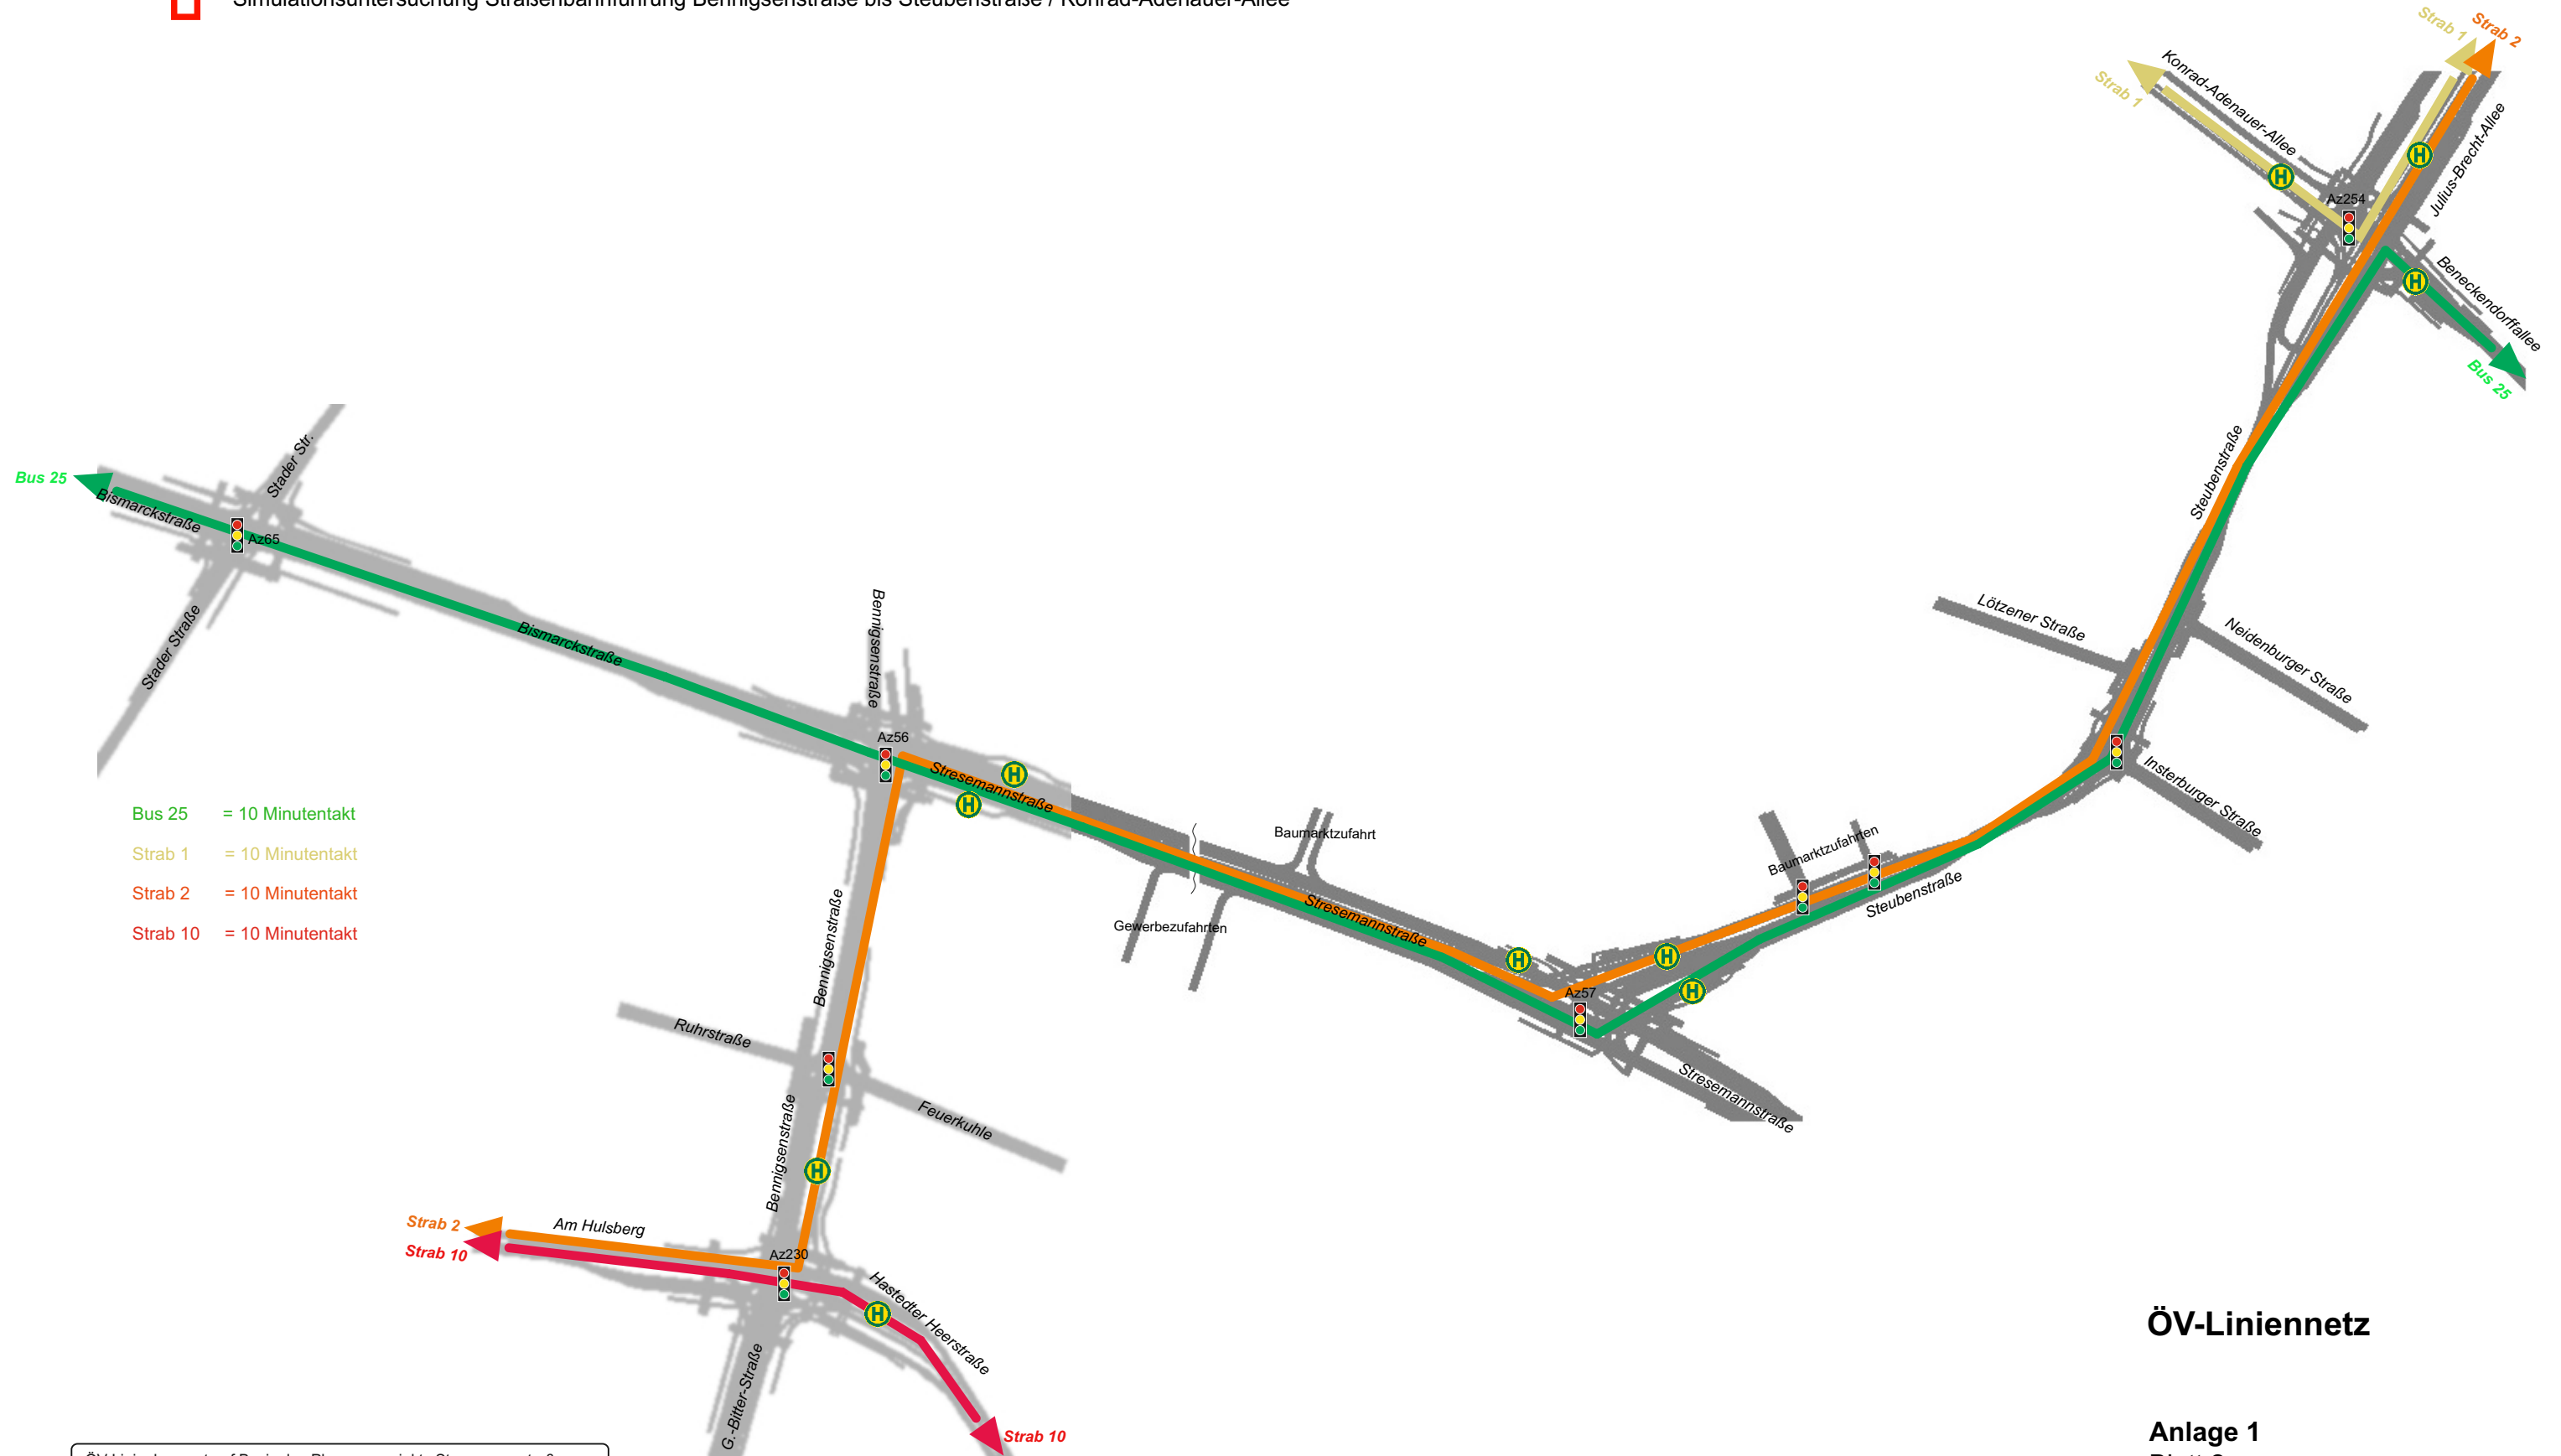 Simulationsuntersuchung Straßenbahnführung Bennigsenstraße bis Steubenstraße / Konrad-Adenauer-Allee
Strab 1
Strab 2
Strab 1
Konrad-Adenauer-Allee
Julius-Brecht-Allee
H
H
Az254
Beneckendorffallee
H
Bus 25
Steubenstraße
Stader Str.
Bus 25
Bismarckstraße
Az65
Stader Straße
Bismarckstraße
Bennigsenstraße
Az56
Stresemannstraße
H
H
Lötzener Straße
Neidenburger Straße
Insterburger Straße
Bus 25 = 10 Minutentakt
Strab 1 = 10 Minutentakt
Strab 2 = 10 Minutentakt
Strab 10 = 10 Minutentakt
Baumarktzufahrt
Baumarktzufahrten
Steubenstraße
Gewerbezufahrten
Stresemannstraße
H
H
H
Az57
Stresemannstraße
Bennigsenstraße
Ruhrstraße
Feuerkuhle
Bennigsenstraße
H
Strab 2
Strab 10
Am Hulsberg
Az230
H
Hastedter Heerstraße
G.-Bitter-Straße
Strab 10
ÖV-Liniennetz
Anlage 1